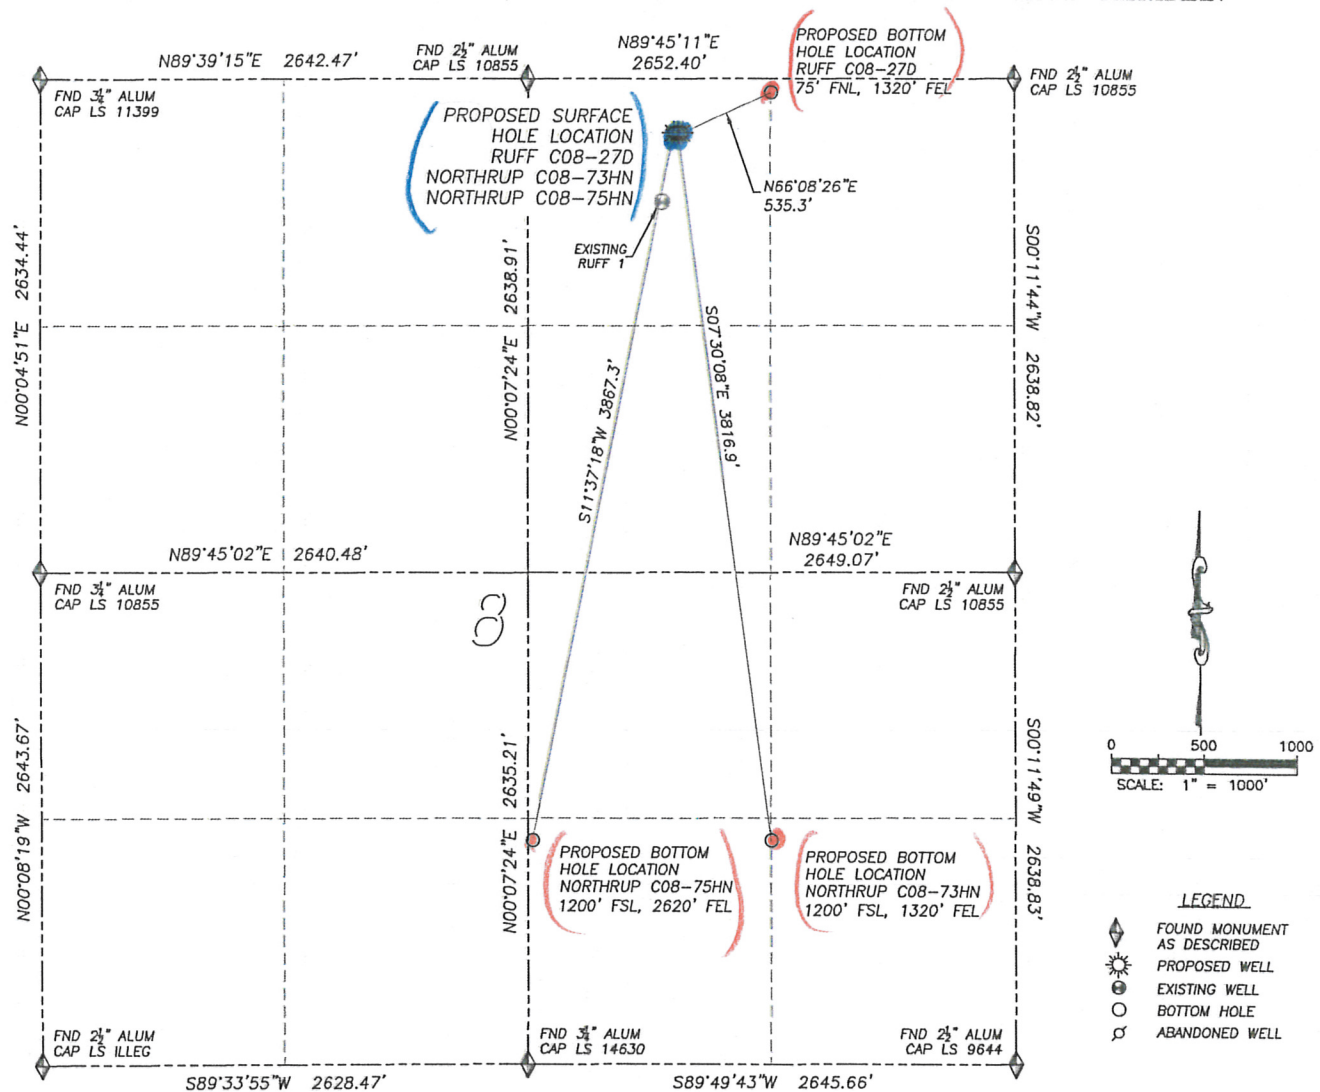 N89°39'15"E 2642.47'
FND 2½" ALUM
CAP LS 10855
N89°45'11"E
2652.40'
PROPOSED BOTTOM
HOLE LOCATION
RUFF C08-27D
75' FNL, 1320' FEL
FND 2½" ALUM
CAP LS 10855
FND 3¼" ALUM
CAP LS 11399
PROPOSED SURFACE
HOLE LOCATION
RUFF C08-27D
NORTHRUP C08-73HN
NORTHRUP C08-75HN
N66°08'26"E
535.3'
EXISTING
RUFF 1
N00°04'51"E 2634.44'
N00°07'24"E 2638.91'
S11°37'18"W 3867.3'
S07°30'08"E 3816.9'
S00°11'44"W 2638.82'
N89°45'02"E 2640.48'
N89°45'02"E
2649.07'
FND 3¼" ALUM
CAP LS 10855
FND 2½" ALUM
CAP LS 10855
8
N00°08'19"W 2643.67'
N00°07'24"E 2635.21'
S00°11'49"W 2638.83'
0 500 1000
SCALE: 1" = 1000'
PROPOSED BOTTOM
HOLE LOCATION
NORTHRUP C08-75HN
1200' FSL, 2620' FEL
PROPOSED BOTTOM
HOLE LOCATION
NORTHRUP C08-73HN
1200' FSL, 1320' FEL
LEGEND
FOUND MONUMENT
AS DESCRIBED
PROPOSED WELL
EXISTING WELL
BOTTOM HOLE
ABANDONED WELL
FND 2½" ALUM
CAP LS ILLEG
FND 3¼" ALUM
CAP LS 14630
FND 2½" ALUM
CAP LS 9644
S89°33'55"W 2628.47'
S89°49'43"W 2645.66'